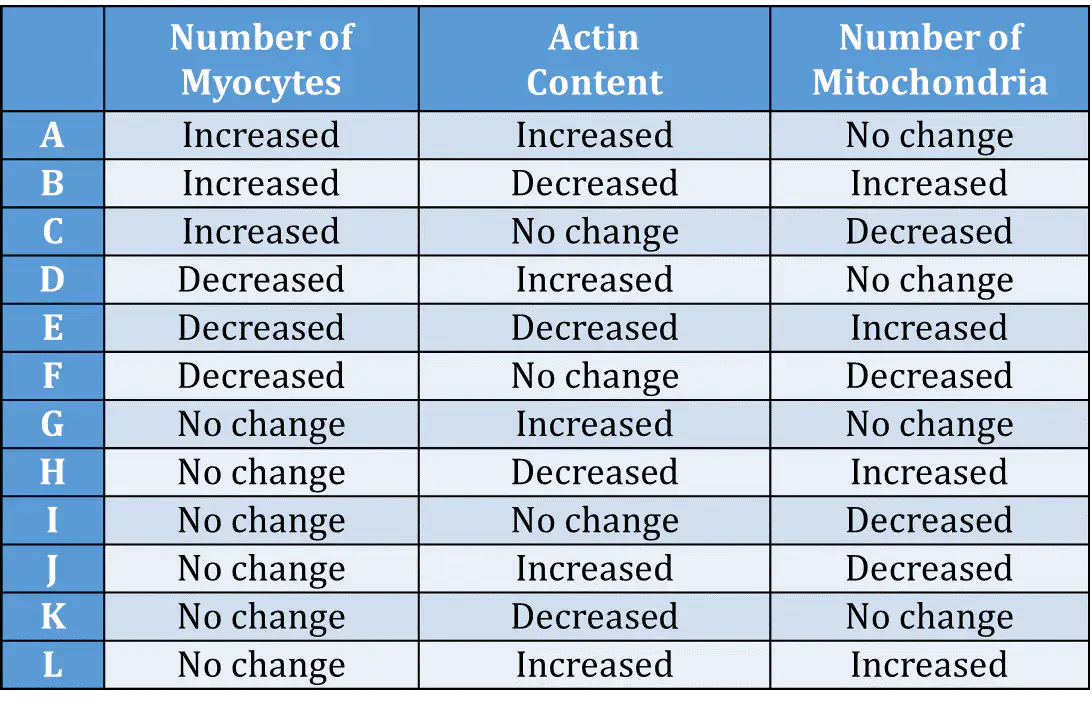 Number of Myocytes Actin Content Number of Mitochondria
A Increased Increased No change
B Increased Decreased Increased
C Increased No change Decreased
D Decreased Increased No change
E Decreased Decreased Increased
F Decreased No change Decreased
G No change Increased No change
H No change Decreased Increased
I No change No change Decreased
J No change Increased Decreased
K No change Decreased No change
L No change Increased Increased